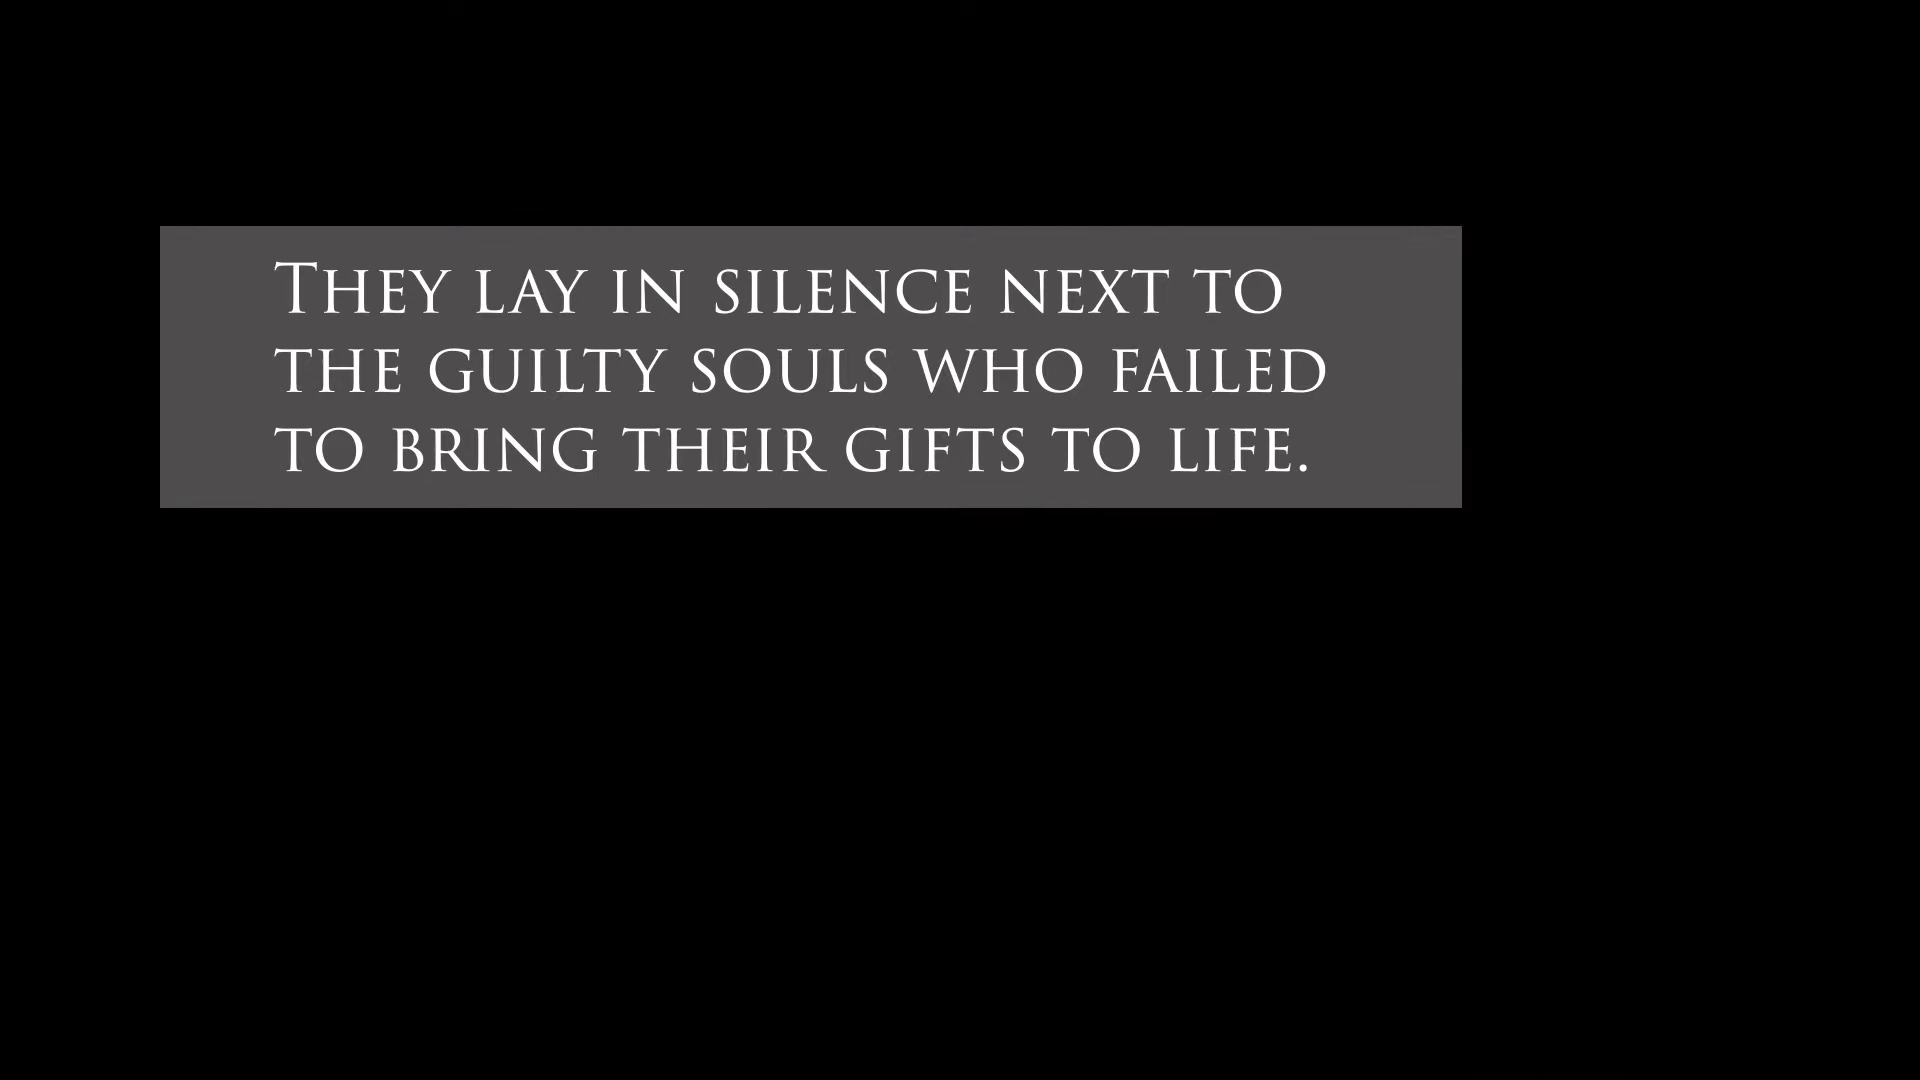 They lay in silence next to
the guilty souls who failed
to bring their gifts to life.